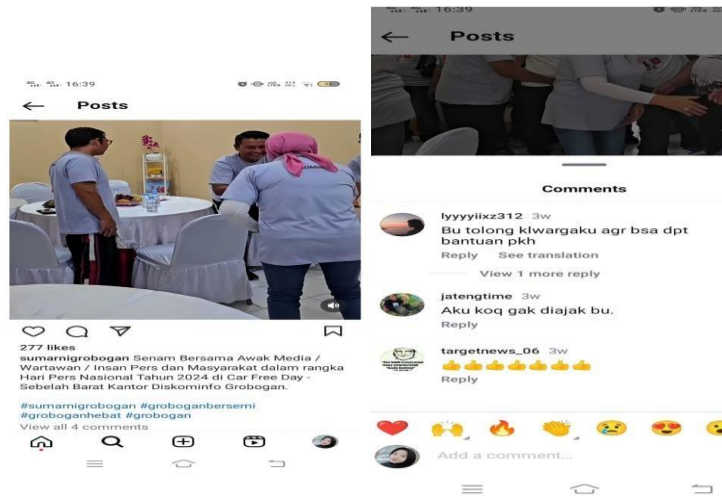 16:39
Posts
277 likes
sumarnigrobogan Senam Bersama Awak Media /
Wartawan / Insan Pers dan Masyarakat dalam rangka
Hari Pers Nasional Tahun 2024 di Car Free Day -
Sebelah Barat Kantor Diskominfo Grobogan.
#sumarnigrobogan #groboganbersemi
#groboganhebat #grobogan
View all 4 comments
16:39
Posts
Comments
lyyyyiixz312 3w
Bu tolong klwargaku agr bsa dpt
bantuan pkh
Reply See translation
View 1 more reply
jatengtime 3w
Aku koq gak diajak bu.
Reply
targetnews_06 3w
👍👍👍👍👍👍👍
Reply
Add a comment...